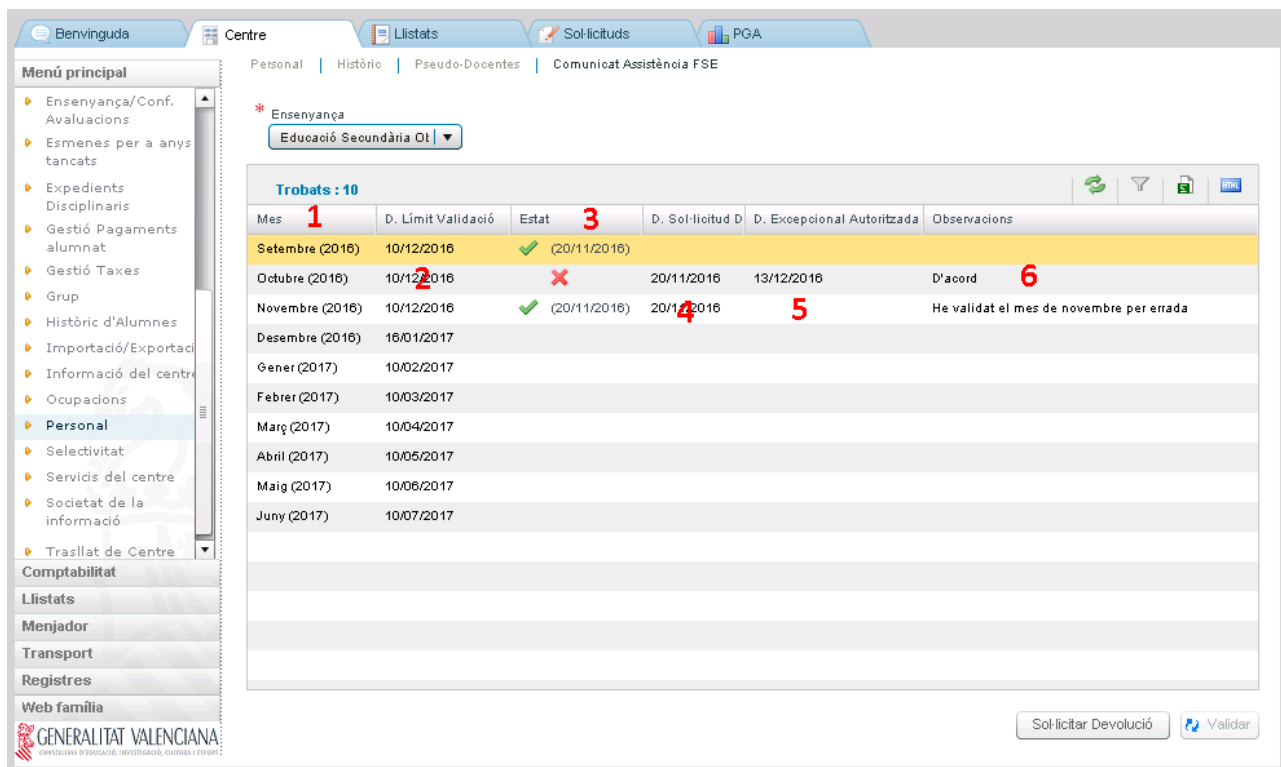 Benvinguda
Centre
Llistats
Sol·licituds
PGA
Menú principal
Ensenyança/Conf.
Avaluacions
Esmenes per a anys
tancats
Expedients
Disciplinaris
Gestió Pagaments
alumnat
Gestió Taxes
Grup
Històric d'Alumnes
Importació/Exportaci
Informació del centre
Ocupacions
Personal
Selectivitat
Servicis del centre
Societat de la
informació
Trasllat de Centre
Comptabilitat
Llistats
Menjador
Transport
Registres
Web família
GENERALITAT VALENCIANA
CONSELLERIA D'EDUCACIÓ, INVESTIGACIÓ, CULTURA I ESPORT
Personal | Històric | Pseudo-Docentes | Comunicat Assistència FSE
* Ensenyança
Educació Secundària Ob
Trobats : 10
HTML
Mes 1 D. Límit Validació Estat 3 D. Sol·licitud D D. Excepcional Autoritzada Observacions
Setembre (2016) 10/12/2016 (20/11/2016)
Octubre (2016) 10/12/2016 2 20/11/2016 13/12/2016 D'acord 6
Novembre (2016) 10/12/2016 (20/11/2016) 20/11/2016 4 5 He validat el mes de novembre per errada
Desembre (2016) 16/01/2017
Gener (2017) 10/02/2017
Febrer (2017) 10/03/2017
Març (2017) 10/04/2017
Abril (2017) 10/05/2017
Maig (2017) 10/06/2017
Juny (2017) 10/07/2017
Sol·licitar Devolució
Validar